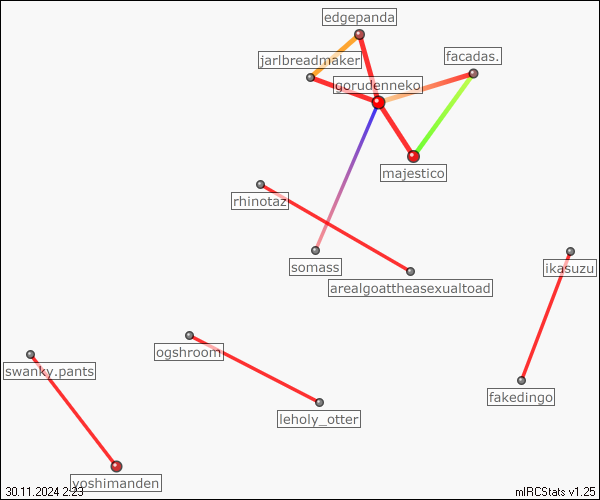 edgepanda
facadas.
jarlbreadmaker
gorudenneko
majestico
rhinotaz
somass
ikasuzu
arealgoattheasexualtoad
ogshroom
swanky.pants
fakedingo
leholy_otter
yoshimanden
30.11.2024 2:23
mIRCStats v1.25